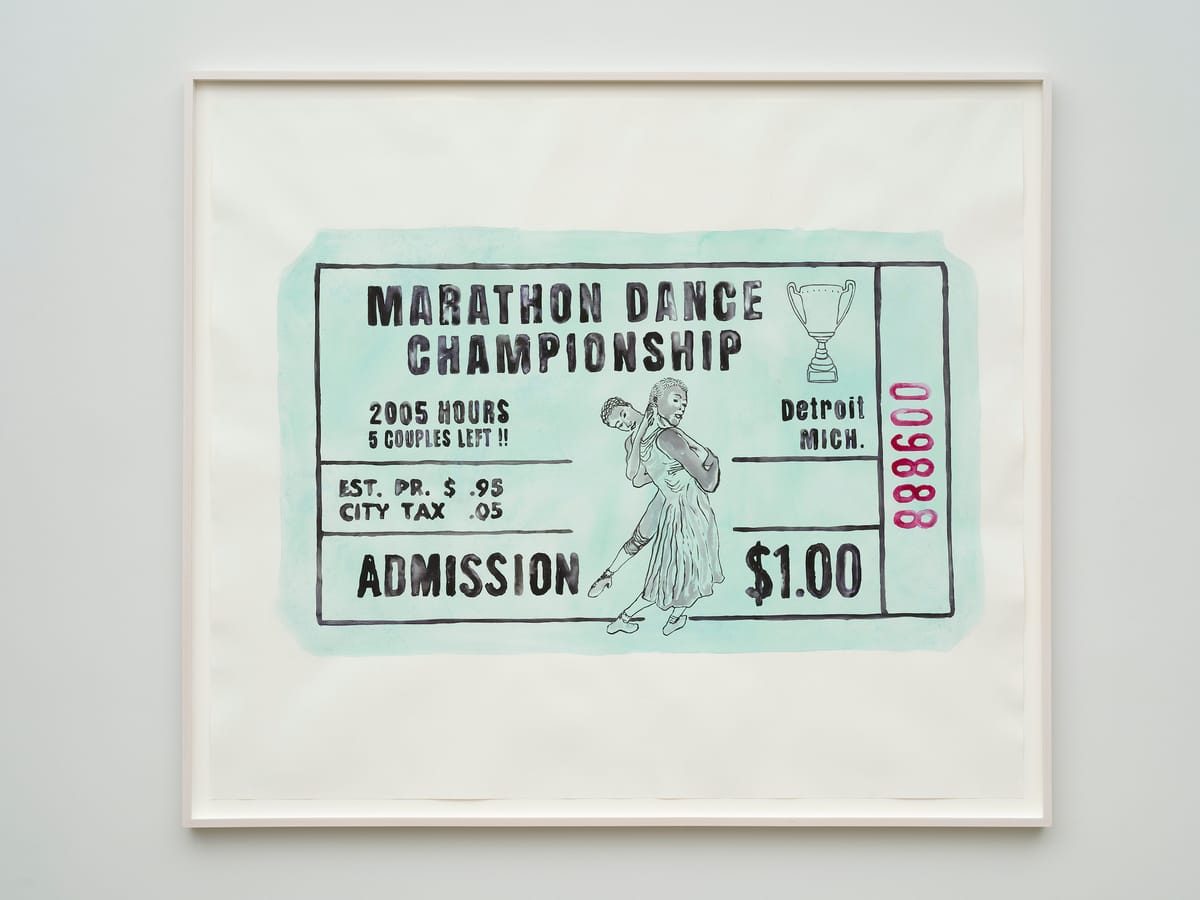 MARATHON DANCE
CHAMPIONSHIP
2005 HOURS
5 COUPLES LEFT !!
Detroit
MICH.
EST. PR. $ .95
CITY TAX .05
ADMISSION
$1.00
888900